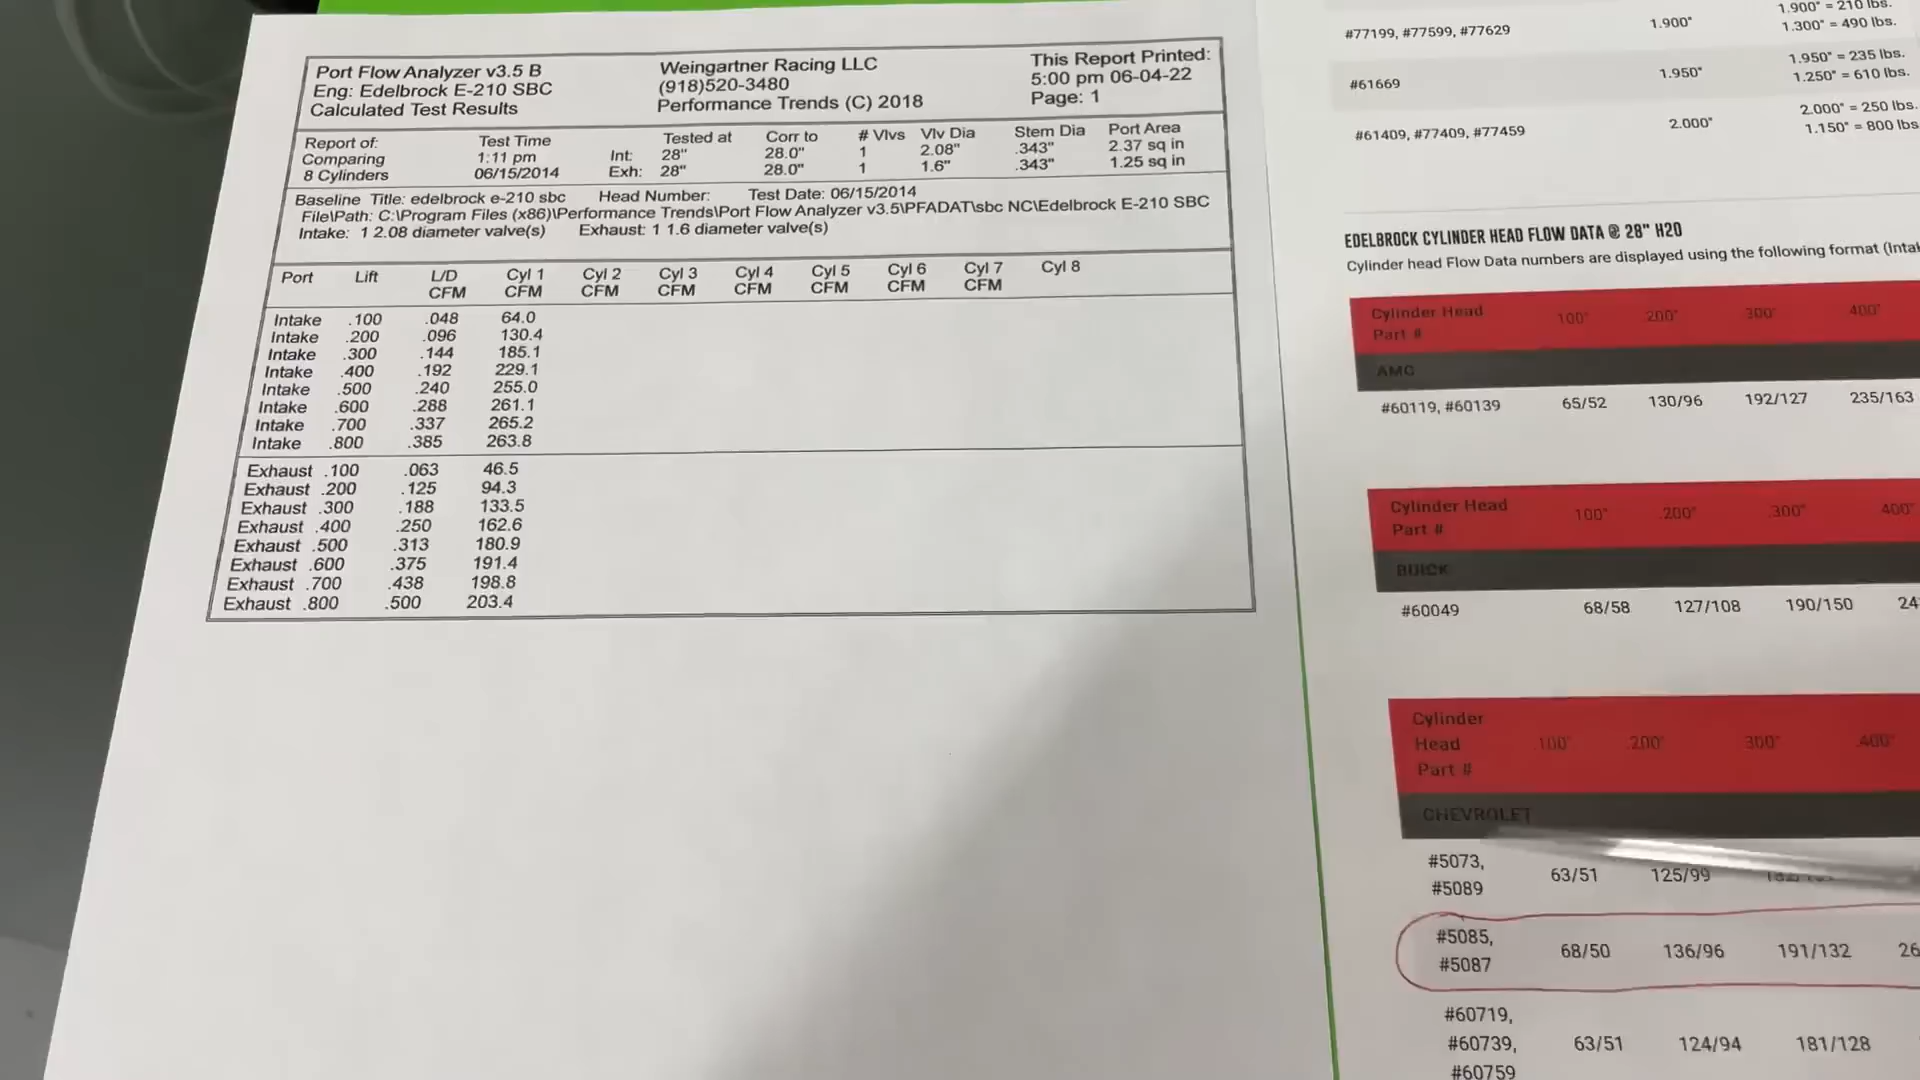 Port Flow Analyzer v3.5 B
Eng: Edelbrock E-210 SBC
Calculated Test Results
Weingartner Racing LLC
(918)520-3480
Performance Trends (C) 2018
This Report Printed:
5:00 pm 06-04-22
Page: 1
Report of:
Comparing
8 Cylinders
Test Time
1:11 pm
06/15/2014
Tested at Corr to # Vlvs Vlv Dia Stem Dia Port Area
Int: 28" 28.0" 1 2.08" .343" 2.37 sq in
Exh: 28" 28.0" 1 1.6" .343" 1.25 sq in
Baseline Title: edelbrock e-210 sbc Head Number: Test Date: 06/15/2014
File\Path: C:\Program Files (x86)\Performance Trends\Port Flow Analyzer v3.5\PFADAT\sbc NC\Edelbrock E-210 SBC
Intake: 1 2.08 diameter valve(s) Exhaust: 1 1.6 diameter valve(s)
Port Lift L/D Cyl 1 Cyl 2 Cyl 3 Cyl 4 Cyl 5 Cyl 6 Cyl 7 Cyl 8
CFM CFM CFM CFM CFM CFM CFM CFM
Intake .100 .048 64.0
Intake .200 .096 130.4
Intake .300 .144 185.1
Intake .400 .192 229.1
Intake .500 .240 255.0
Intake .600 .288 261.1
Intake .700 .337 265.2
Intake .800 .385 263.8
Exhaust .100 .063 46.5
Exhaust .200 .125 94.3
Exhaust .300 .188 133.5
Exhaust .400 .250 162.6
Exhaust .500 .313 180.9
Exhaust .600 .375 191.4
Exhaust .700 .438 198.8
Exhaust .800 .500 203.4
1.900" = 210 lbs.
#77199, #77599, #77629 1.900" 1.300" = 490 lbs.
1.950" = 235 lbs.
#61669 1.950" 1.250" = 610 lbs.
2.000" = 250 lbs.
#61409, #77409, #77459 2.000" 1.150" = 800 lbs
EDELBROCK CYLINDER HEAD FLOW DATA @ 28" H20
Cylinder head Flow Data numbers are displayed using the following format
Cylinder Head
Part #
.100" .200" .300" .400"
AMC
#60119, #60139 65/52 130/96 192/127 235/163
Cylinder Head
Part #
.100" .200" .300" .400"
BUICK
#60049 68/58 127/108 190/150 24
Cylinder
Head
Part #
.100" .200" .300" .400"
CHEVROLET
#5073,
#5089
63/51 125/99
#5085,
#5087
68/50 136/96 191/132 26
#60719,
#60739,
#60759
63/51 124/94 181/128